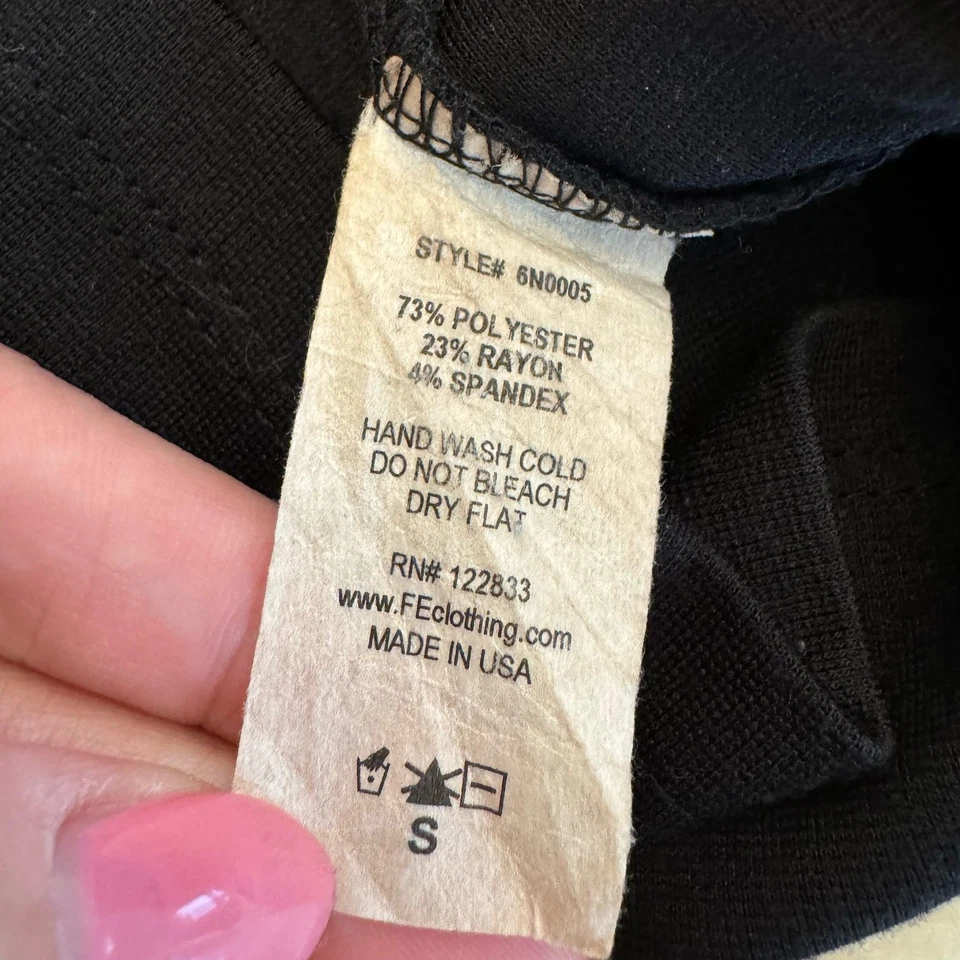 STYLE# 6N0005
73% POLYESTER
23% RAYON
4% SPANDEX
HAND WASH COLD
DO NOT BLEACH
DRY FLAT
RN# 122833
www.FEclothing.com
MADE IN USA
S